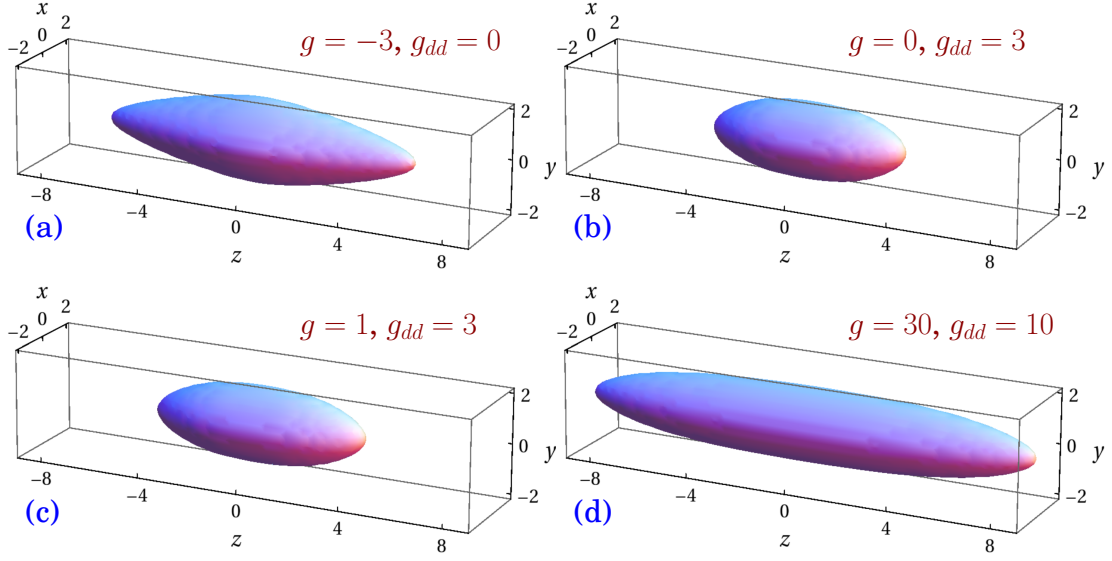 x
−2 0 2
g = −3, g_dd = 0
2
0 y
−2
−8 −4 0 4 8
z
(a)
x
−2 0 2
g = 0, g_dd = 3
2
0 y
−2
−8 −4 0 4 8
z
(b)
x
−2 0 2
g = 1, g_dd = 3
2
0 y
−2
−8 −4 0 4 8
z
(c)
x
−2 0 2
g = 30, g_dd = 10
2
0 y
−2
−8 −4 0 4 8
z
(d)